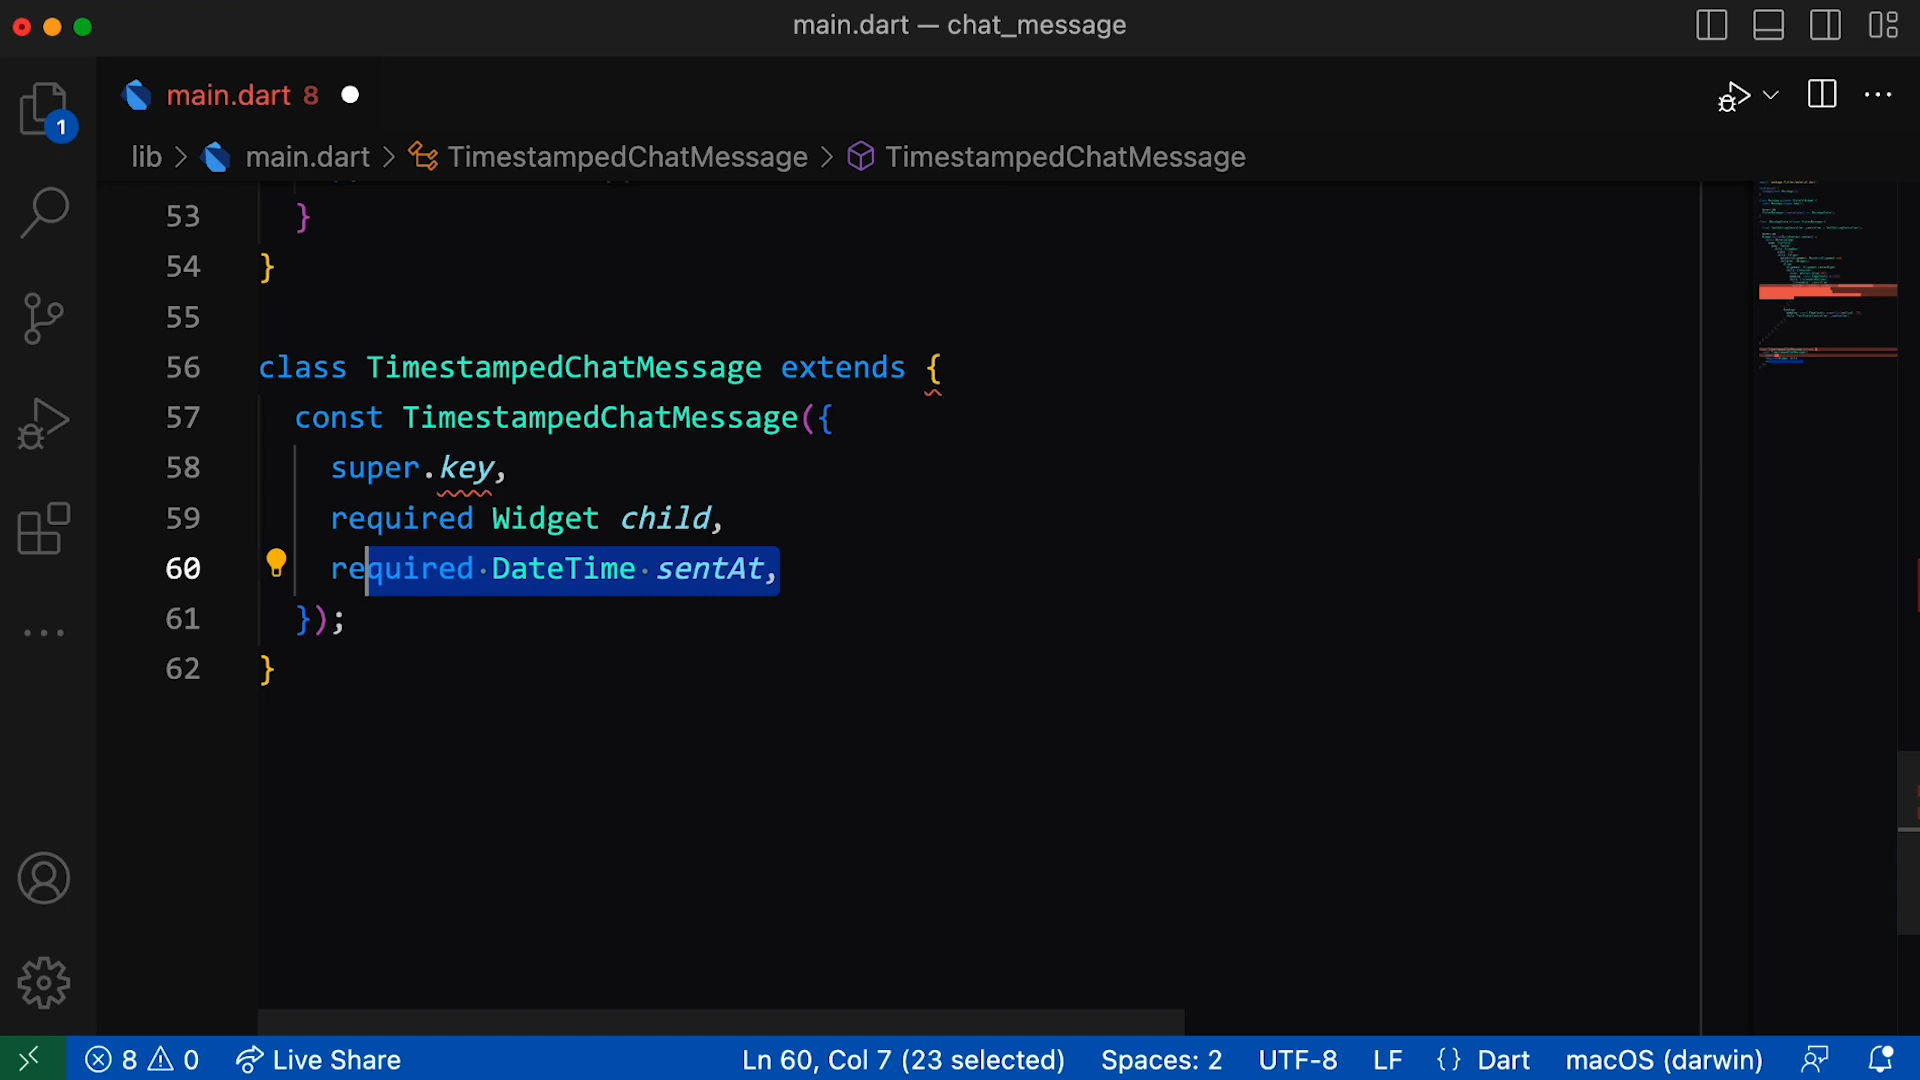 main.dart — chat_message
1
main.dart 8
lib > main.dart > TimestampedChatMessage > TimestampedChatMessage
53 }
54 }
55
56 class TimestampedChatMessage extends {
57 const TimestampedChatMessage({
58 super.key,
59 required Widget child,
60 required DateTime sentAt,
61 });
62 }
8 0 Live Share Ln 60, Col 7 (23 selected) Spaces: 2 UTF-8 LF {} Dart macOS (darwin)